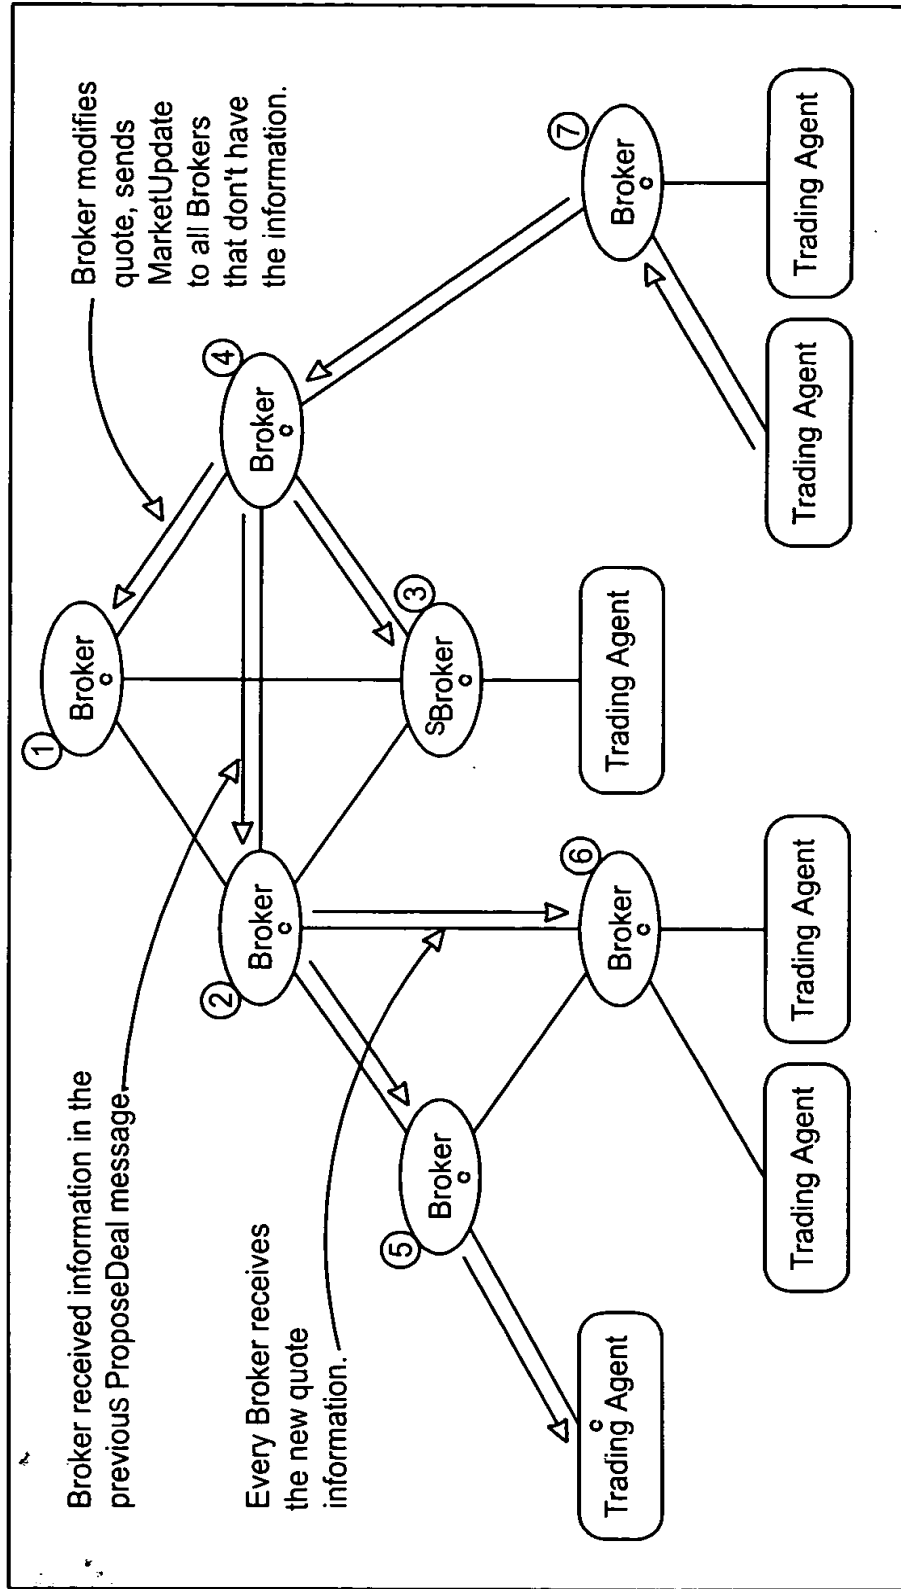 Broker received information in the
previous ProposeDeal message.
1
Broker
c
Broker modifies
quote, sends
MarketUpdate
to all Brokers
that don't have
the information.
2
Broker
c
4
Broker
c
Every Broker receives
the new quote
information.
5
Broker
c
3
SBroker
c
6
Broker
c
7
Broker
c
c
Trading Agent
Trading Agent
Trading Agent
Trading Agent
Trading Agent
Trading Agent